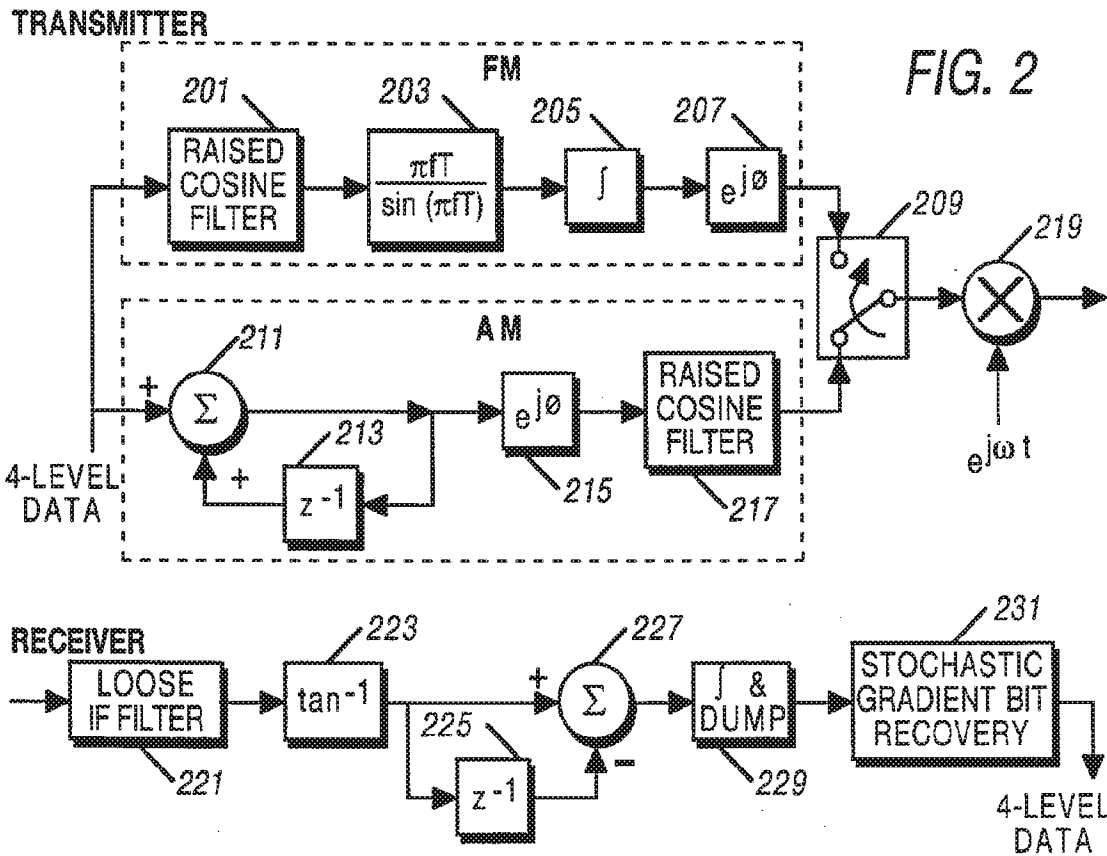 TRANSMITTER
FIG. 2
FM
201
203
205
207
209
219
RAISED
COSINE
FILTER
πfT
sin (πfT)
∫
e^jø
AM
211
+
Σ
213
+
z^-1
e^jø
215
RAISED
COSINE
FILTER
217
e^jω t
4-LEVEL
DATA
RECEIVER
LOOSE
IF FILTER
221
223
tan^-1
225
z^-1
227
+
Σ
−
∫ &
DUMP
229
231
STOCHASTIC
GRADIENT BIT
RECOVERY
4-LEVEL
DATA